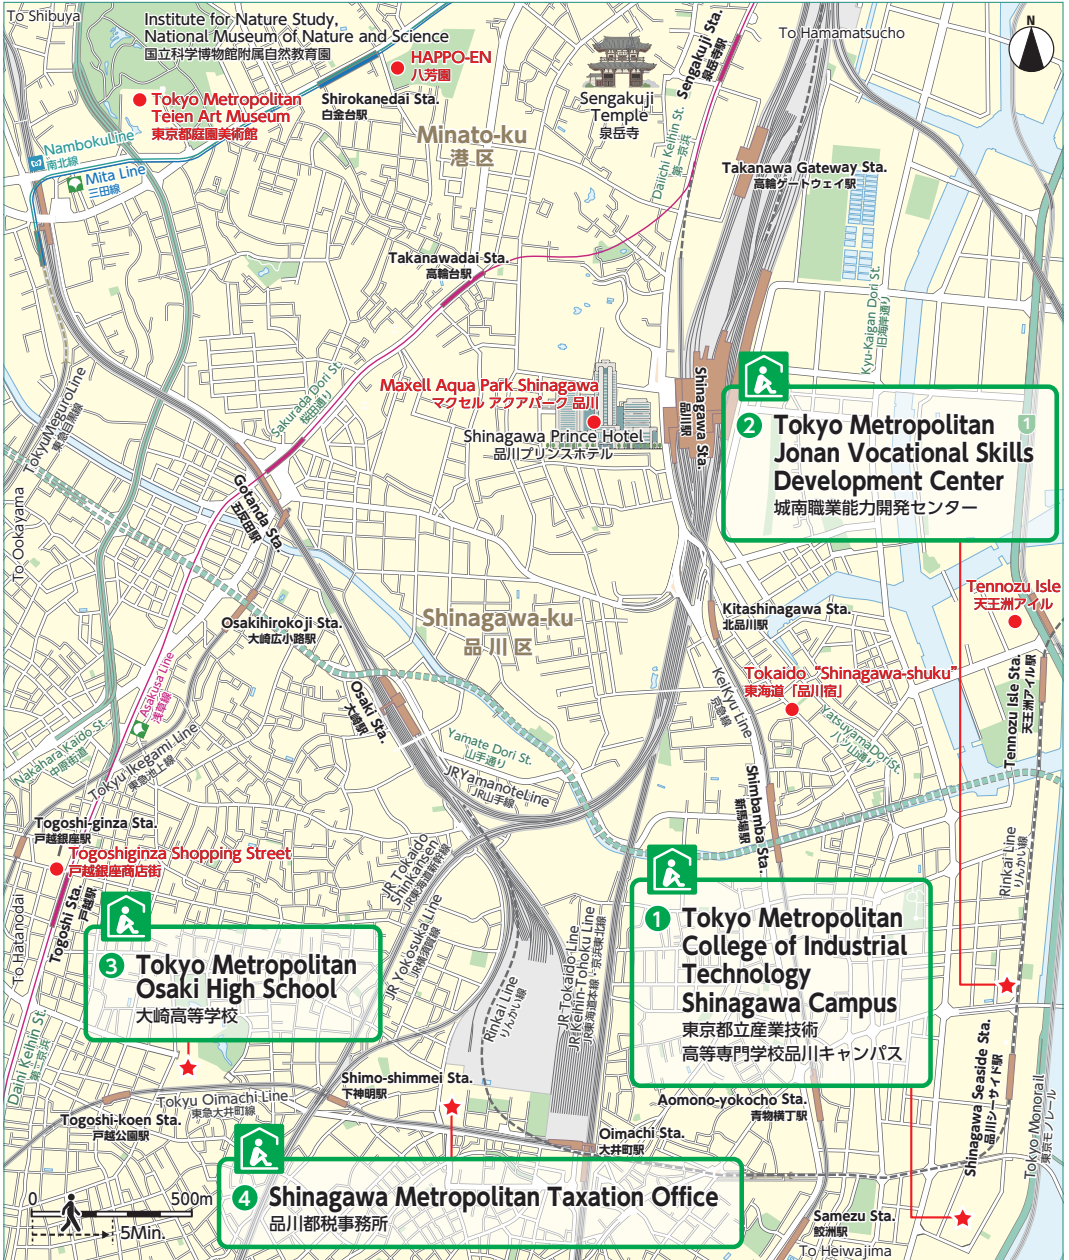 To Shibuya
Institute for Nature Study,
National Museum of Nature and Science
国立科学博物館附属自然教育園
HAPPO-EN
八芳園
Sengakuji Sta.
泉岳寺駅
To Hamamatsucho
N
Tokyo Metropolitan
Teien Art Museum
東京都庭園美術館
Shirokanedai Sta.
白金台駅
Sengakuji
Temple
泉岳寺
Minato-ku
港区
Namboku Line
南北線
Mita Line
三田線
Daiichi Keihin St.
第一京浜
Takanawa Gateway Sta.
高輪ゲートウェイ駅
Takanawadai Sta.
高輪台駅
Kyu-Kaigan Dori St.
旧海岸通り
Tokyu Meguro Line
東急目黒線
Sakurada Dori St.
桜田通り
Maxell Aqua Park Shinagawa
マクセル アクアパーク 品川
Shinagawa Prince Hotel
品川プリンスホテル
Shinagawa Sta.
品川駅
2 Tokyo Metropolitan
Jonan Vocational Skills
Development Center
城南職業能力開発センター
1
To Ookayama
Gotanda Sta.
五反田駅
Tennozu Isle
天王洲アイル
Osakihirokoji Sta.
大崎広小路駅
Shinagawa-ku
品川区
Kitashinagawa Sta.
北品川駅
Asakusa Line
浅草線
Osaki Sta.
大崎駅
KeiKyu Line
京急線
Tokaido “Shinagawa-shuku”
東海道「品川宿」
Tennozu Isle Sta.
天王洲アイル駅
Nakahara Kaido St.
中原街道
Tokyu Ikegami Line
東急池上線
Yamate Dori St.
山手通り
Yatsuyama Dori St.
八ツ山通り
JR Yamanote Line
JR山手線
Shimbamba Sta.
新馬場駅
Togoshi-ginza Sta.
戸越銀座駅
Togoshiginza Shopping Street
戸越銀座商店街
JR Tokaido
Shinkansen
JR東海道新幹線
Rinkai Line
りんかい線
To Hatanodai
Togoshi Sta.
戸越駅
3 Tokyo Metropolitan
Osaki High School
大崎高等学校
JR Yokosuka Line
JR横須賀線
Rinkai Line
りんかい線
JR Tokaido Line
JR Keihin-Tohoku Line
JR東海道本線・京浜東北線
1 Tokyo Metropolitan
College of Industrial
Technology
Shinagawa Campus
東京都立産業技術
高等専門学校品川キャンパス
Daini Keihin St.
第二京浜
Shinagawa Seaside Sta.
品川シーサイド駅
Tokyo Monorail
東京モノレール
Shimo-shimmei Sta.
下神明駅
Tokyu Oimachi Line
東急大井町線
Togoshi-koen Sta.
戸越公園駅
Aomono-yokocho Sta.
青物横丁駅
Oimachi Sta.
大井町駅
4 Shinagawa Metropolitan Taxation Office
品川都税事務所
0 500m
5Min.
Samezu Sta.
鮫洲駅
To Heiwajima